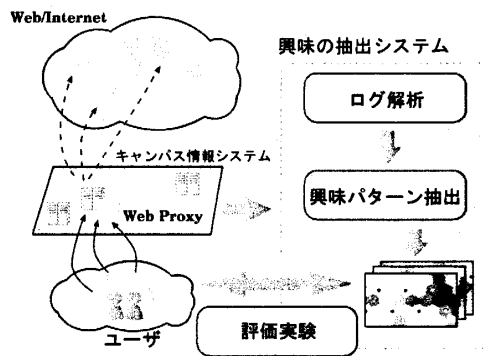 Web/Internet
興味の抽出システム
ログ解析
キャンパス情報システム
Web Proxy
興味パターン抽出
ユーザ
評価実験